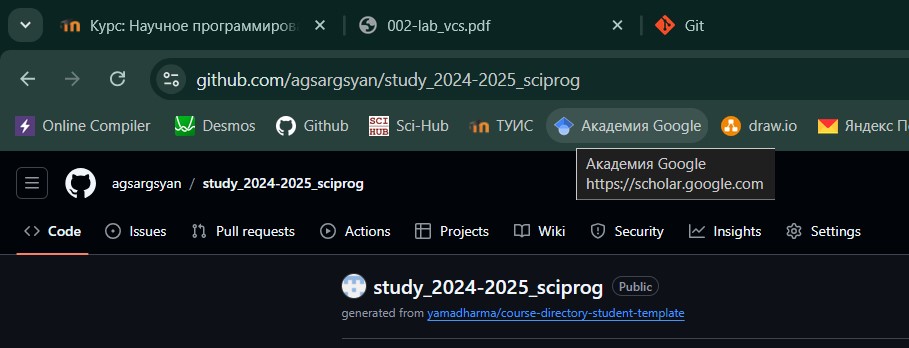 Курс: Научное программиров
002-lab_vcs.pdf
Git
github.com/agsargsyan/study_2024-2025_sciprog
Online Compiler
Desmos
Github
SCI HUB
Sci-Hub
ТУИС
Академия Google
draw.io
Яндекс П
Академия Google
https://scholar.google.com
agsargsyan / study_2024-2025_sciprog
Code
Issues
Pull requests
Actions
Projects
Wiki
Security
Insights
Settings
study_2024-2025_sciprog Public
generated from yamadharma/course-directory-student-template